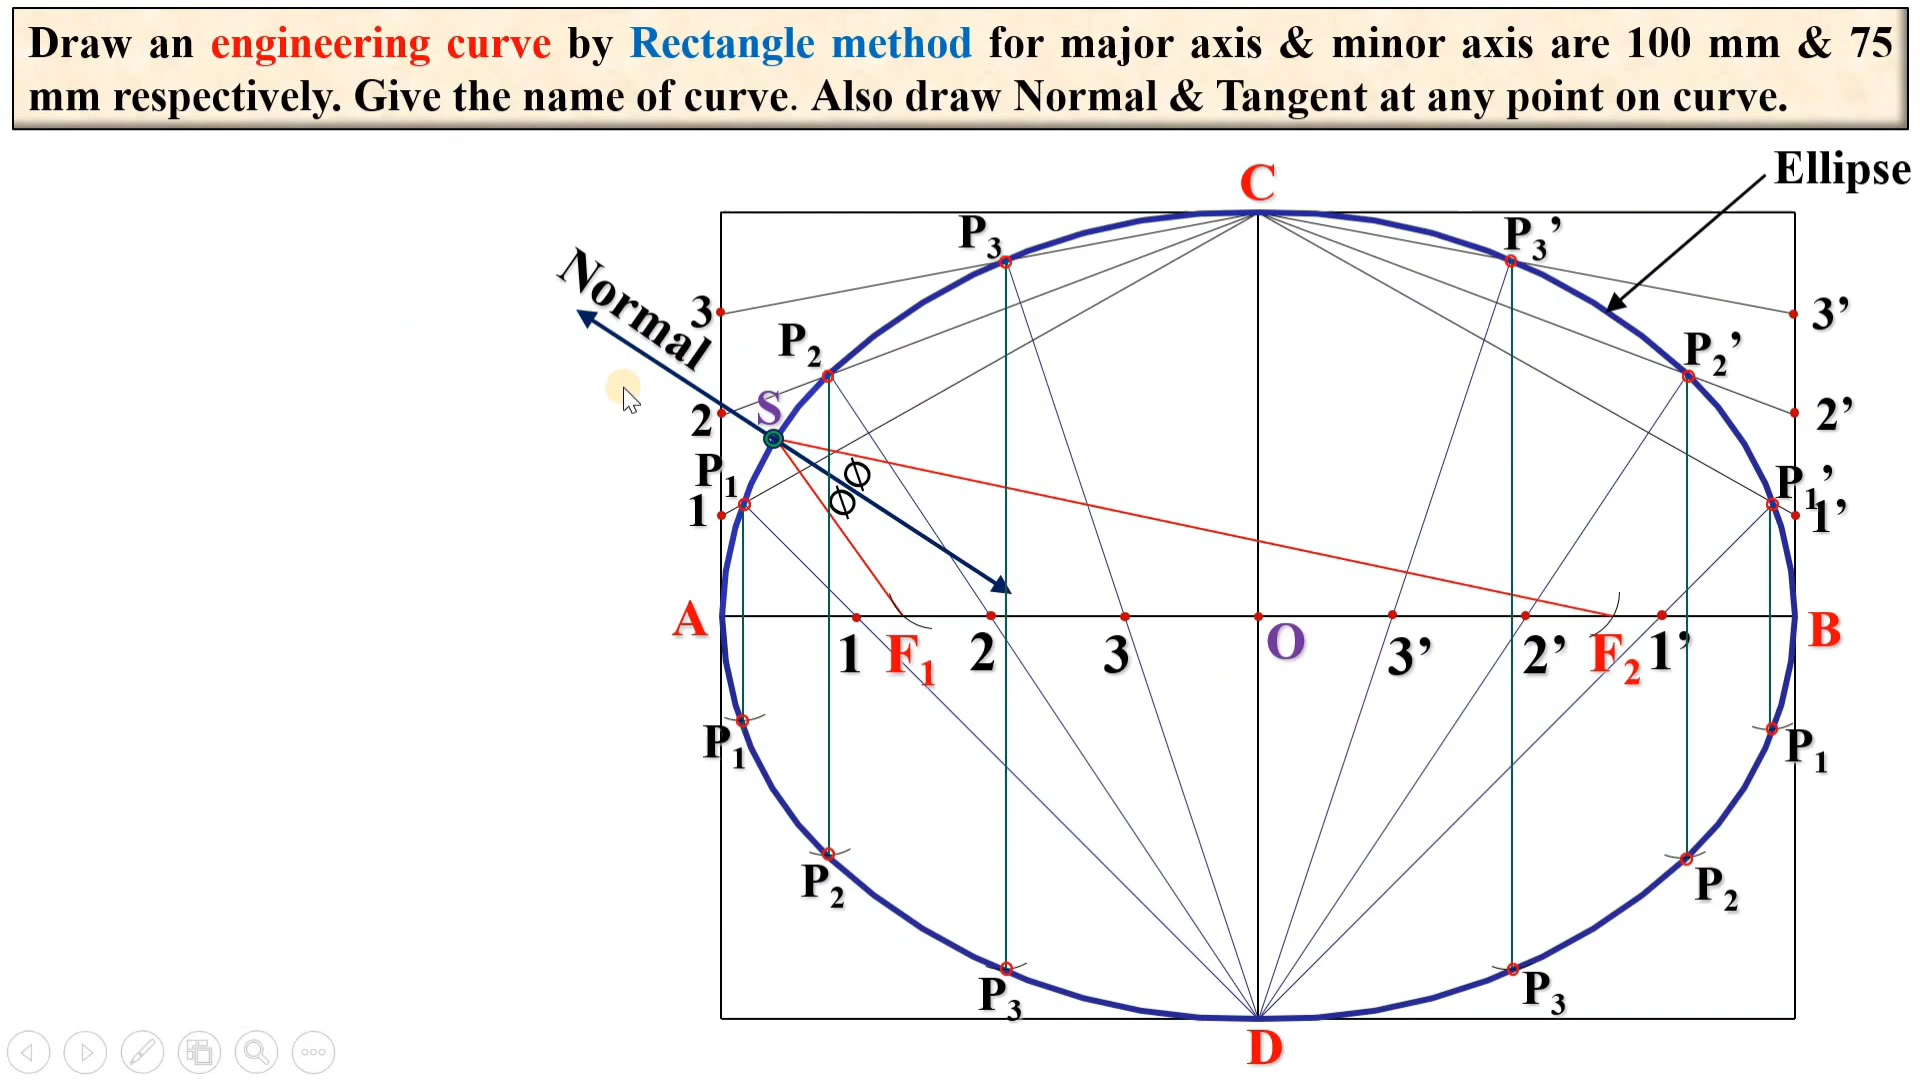 Draw an engineering curve by Rectangle method for major axis & minor axis are 100 mm & 75
mm respectively. Give the name of curve. Also draw Normal & Tangent at any point on curve.
Ellipse
C
P3
P3’
Normal
3
3’
P2
P2’
S
2
2’
P1
ϕ
ϕ
P1’
1
1’
A
1
F1
2
3
O
3’
2’
F2
1’
B
P1
P1
P2
P2
P3
P3
D